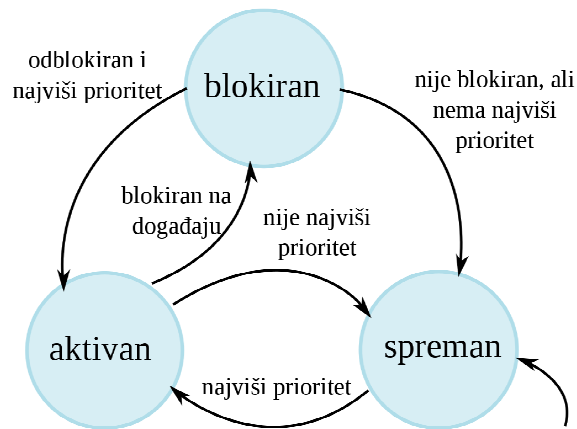 odblokiran i
najviši prioritet
blokiran
nije blokiran, ali
nema najviši
prioritet
blokiran na
događaju
nije najviši
prioritet
aktivan
spreman
najviši prioritet